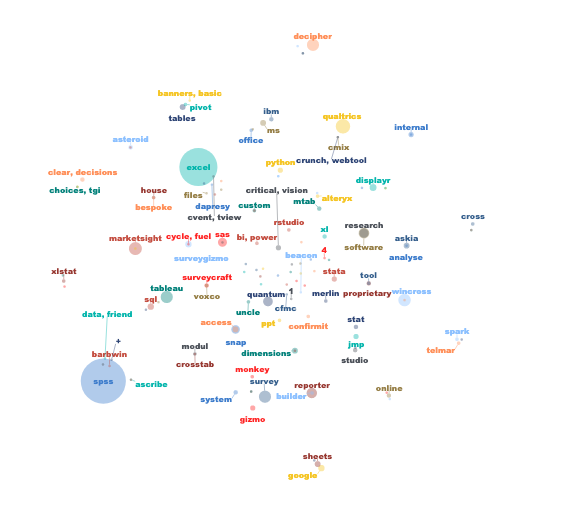 decipher
banners, basic
pivot
tables
ibm
ms
office
qualtrics
cmix
crunch, webtool
internal
asteroid
clear, decisions
choices, tgi
excel
python
displayr
house
bespoke
files
dapresy
cvent, tview
critical, vision
custom
mtab
alteryx
cross
marketsight
cycle, fuel
sas
surveygizmo
bi, power
rstudio
xl
research
software
askia
analyse
beacon
4
xlstat
surveycraft
voxco
stata
tool
proprietary
wincross
tableau
sql
quantum
1
cfmc
merlin
uncle
data, friend
access
snap
ppt
confirmit
stat
jmp
studio
spark
telmar
+
barbwin
modul
crosstab
dimensions
spss
ascribe
monkey
survey
system
builder
reporter
online
gizmo
sheets
google